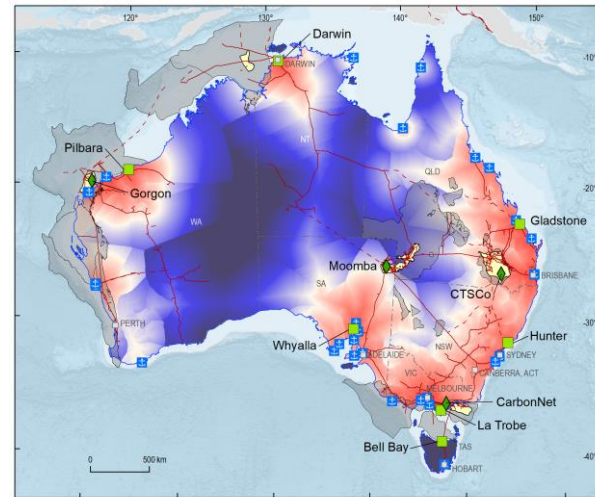 120°
130°
140°
150°
-10°
Darwin
DARWIN
Pilbara
NT
QLD
-20°
Gorgon
Gladstone
WA
Moomba
SA
CTSCo
BRISBANE
PERTH
Whyalla
NSW
Hunter
-30°
ADELAIDE
SYDNEY
VIC
CANBERRA, ACT
MELBOURNE
CarbonNet
La Trobe
Bell Bay
TAS
-40°
HOBART
0
500 km